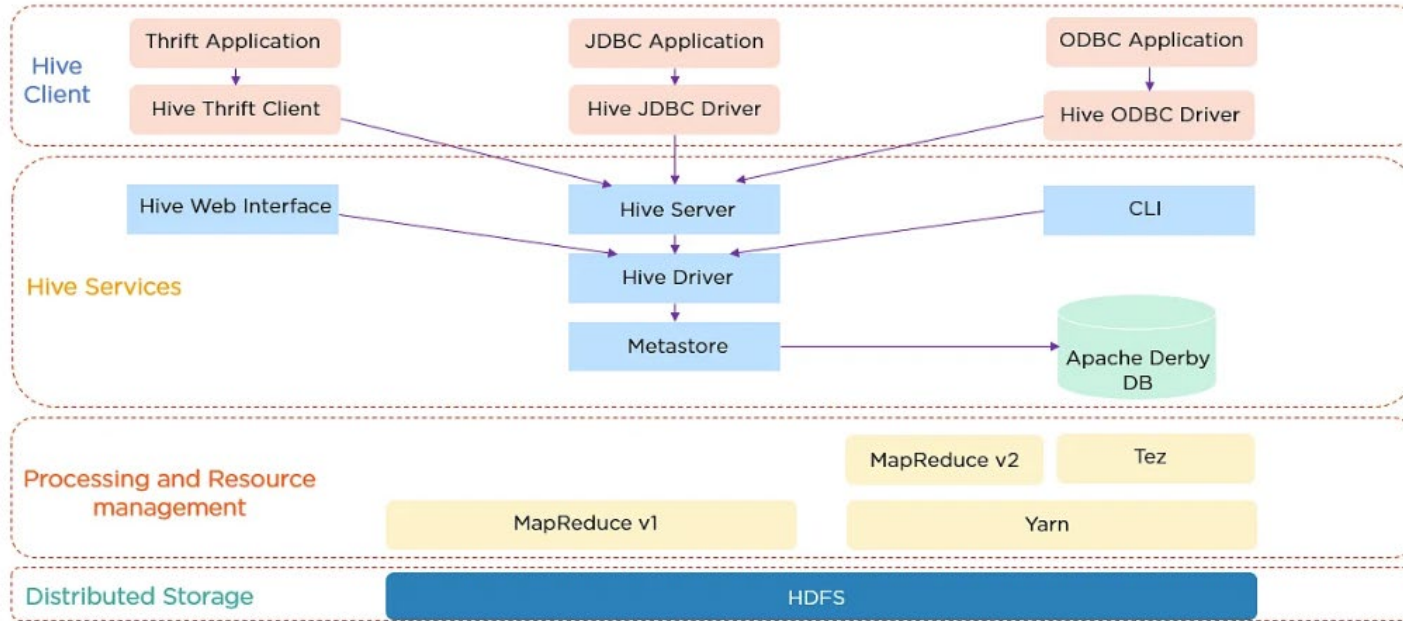 Thrift Application
JDBC Application
ODBC Application
Hive
Client
Hive Thrift Client
Hive JDBC Driver
Hive ODBC Driver
Hive Web Interface
Hive Server
CLI
Hive Driver
Hive Services
Metastore
Apache Derby
DB
MapReduce v2
Tez
Processing and Resource
management
MapReduce v1
Yarn
Distributed Storage
HDFS